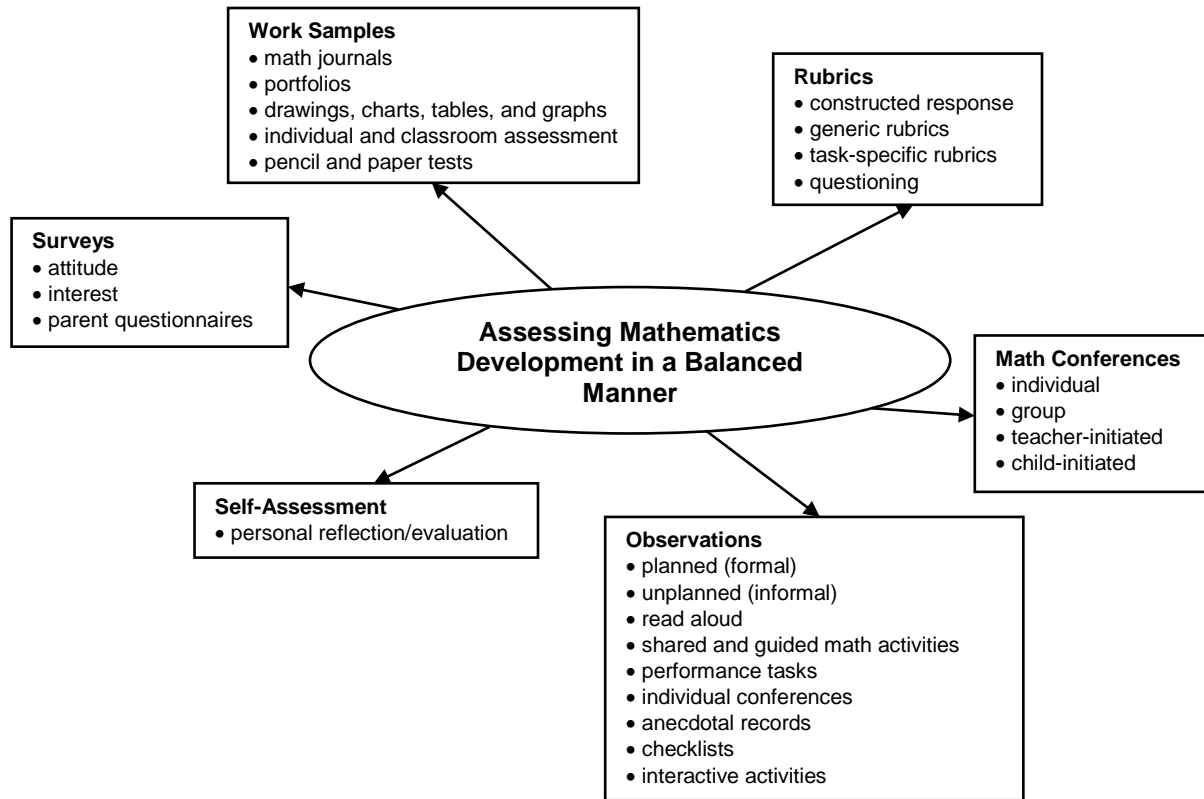 Work Samples
• math journals
• portfolios
• drawings, charts, tables, and graphs
• individual and classroom assessment
• pencil and paper tests
Rubrics
• constructed response
• generic rubrics
• task-specific rubrics
• questioning
Surveys
• attitude
• interest
• parent questionnaires
Assessing Mathematics
Development in a Balanced
Manner
Math Conferences
• individual
• group
• teacher-initiated
• child-initiated
Self-Assessment
• personal reflection/evaluation
Observations
• planned (formal)
• unplanned (informal)
• read aloud
• shared and guided math activities
• performance tasks
• individual conferences
• anecdotal records
• checklists
• interactive activities